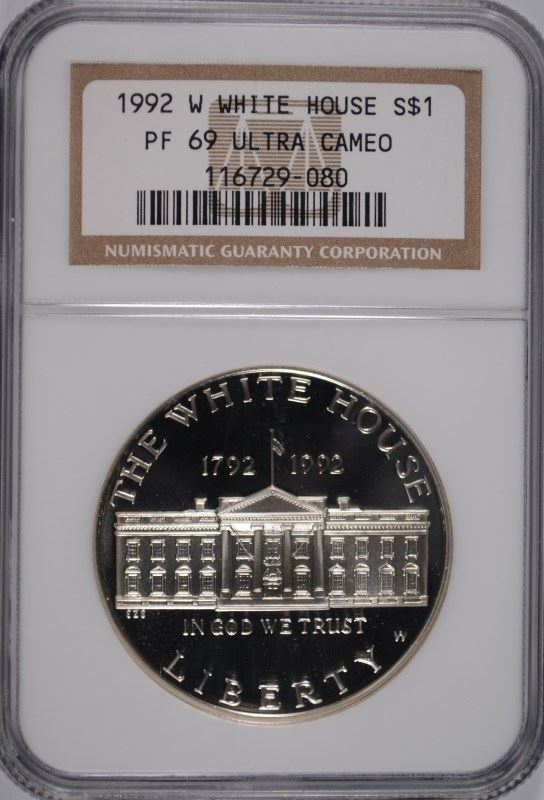 1992 W WHITE HOUSE S$1
PF 69 ULTRA CAMEO
116729-080
NUMISMATIC GUARANTY CORPORATION
THE WHITE HOUSE
1792 1992
IN GOD WE TRUST
W
LIBERTY